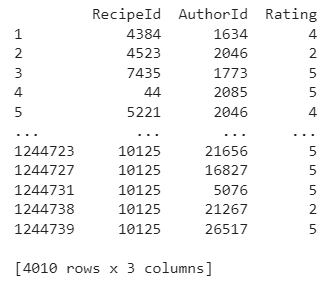 RecipeId AuthorId Rating
1 4384 1634 4
2 4523 2046 2
3 7435 1773 5
4 44 2085 5
5 5221 2046 4
... ... ... ...
1244723 10125 21656 5
1244727 10125 16827 5
1244731 10125 5076 5
1244738 10125 21267 2
1244739 10125 26517 5
[4010 rows x 3 columns]